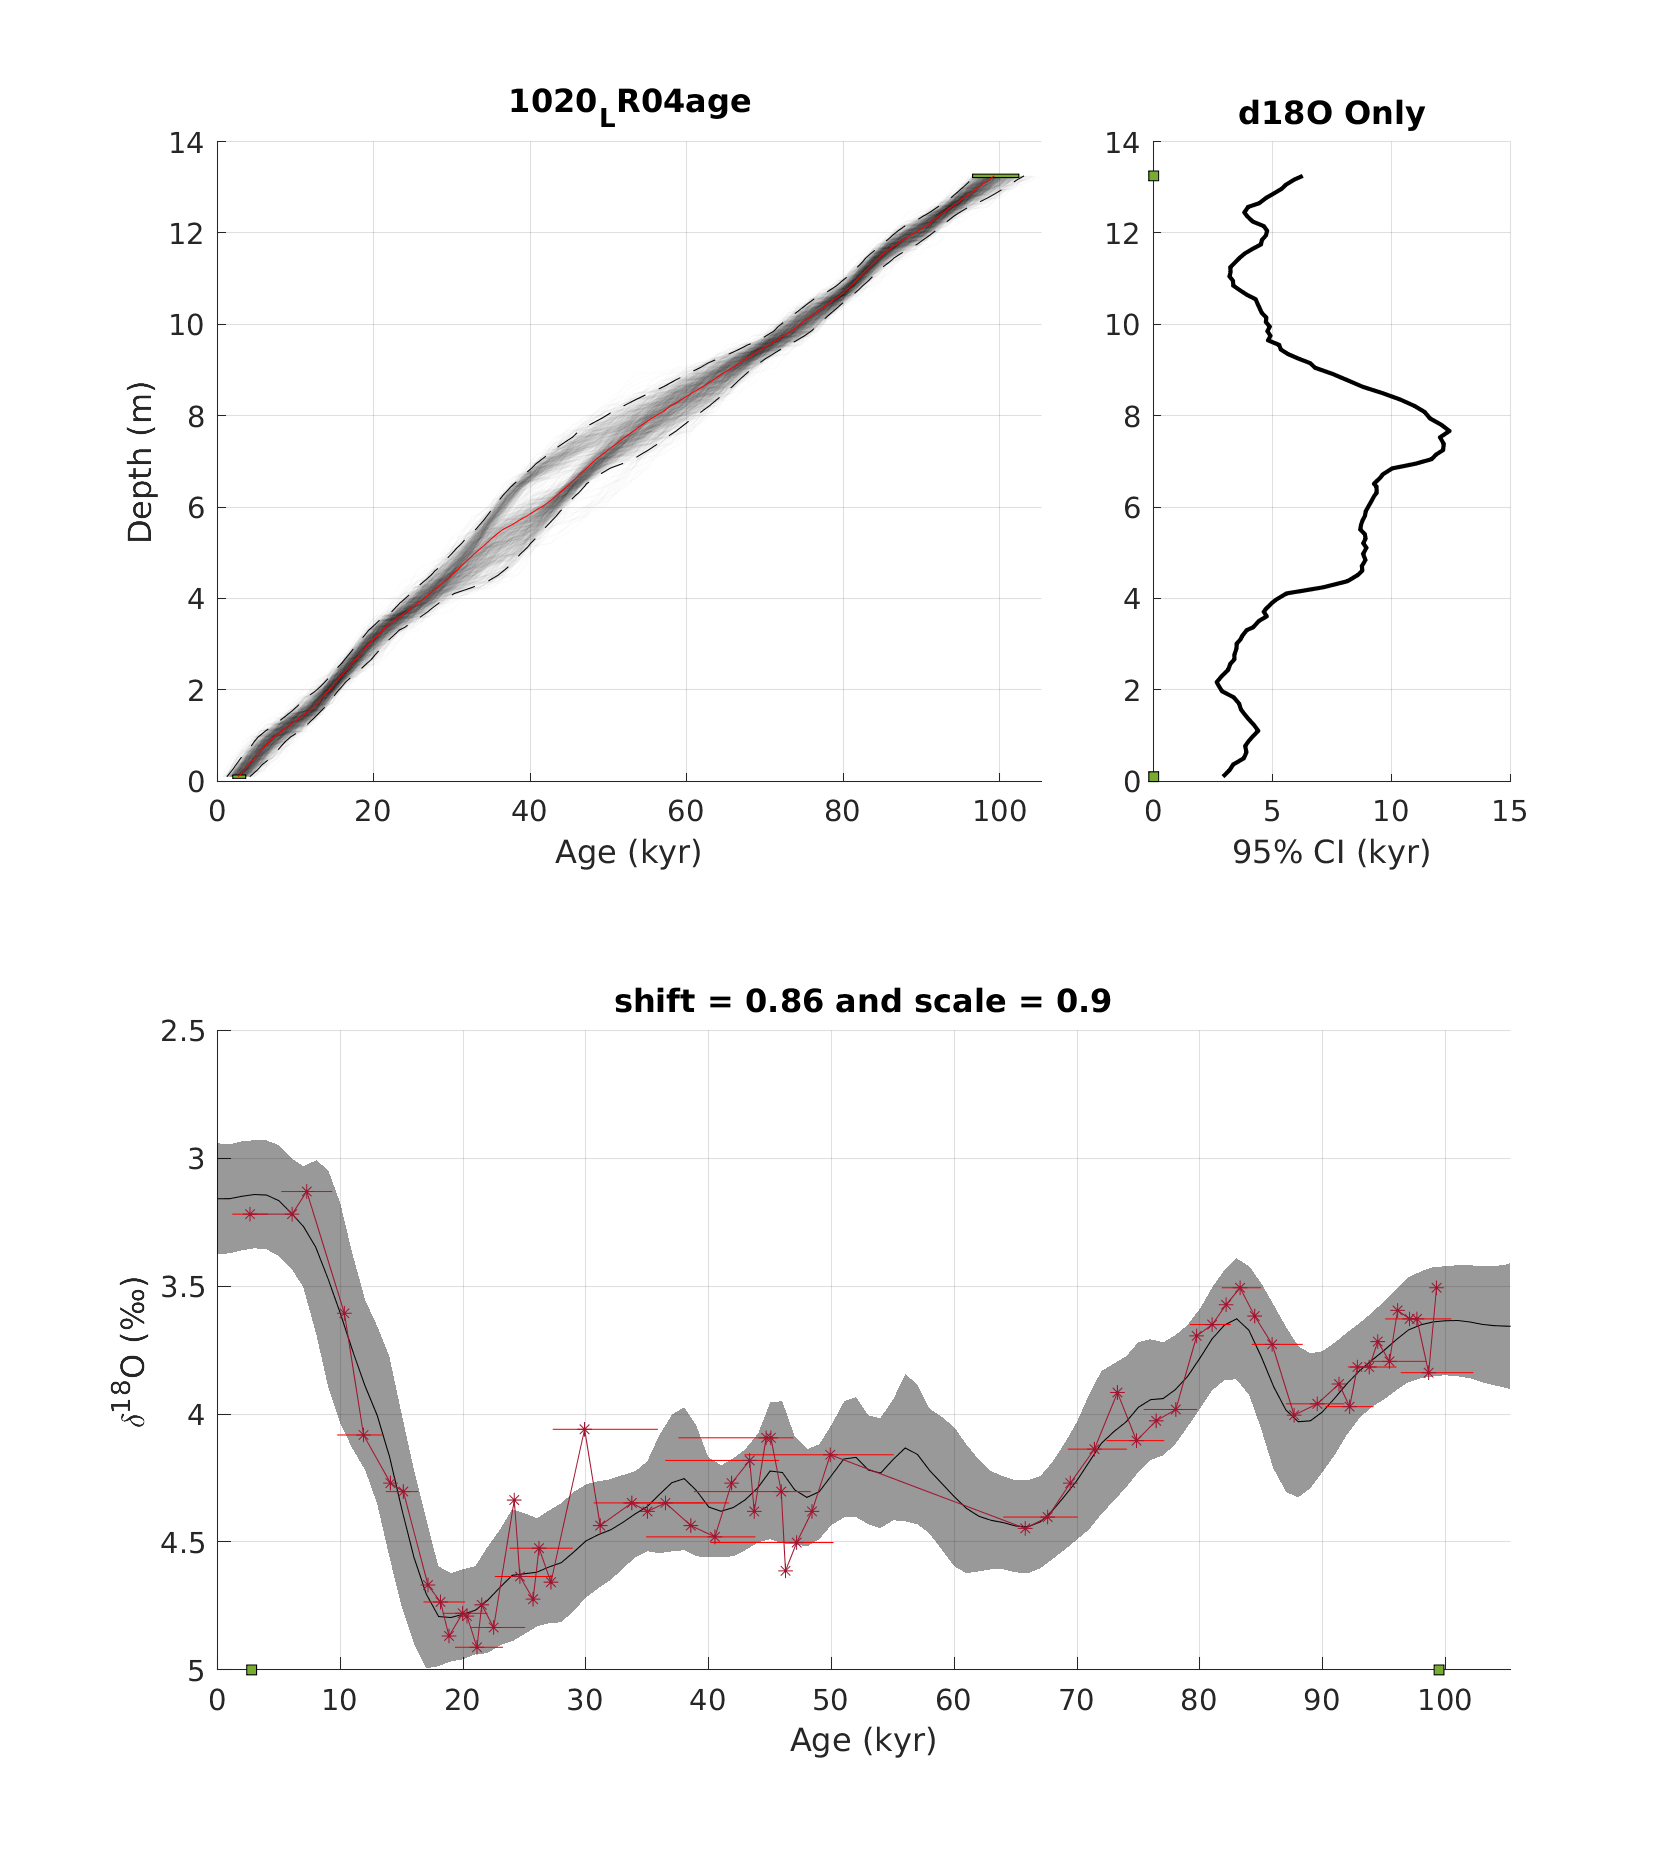 1020LR04age
14
12
10
8
6
4
2
0
0 20 40 60 80 100
Depth (m)
Age (kyr)
d18O Only
14
12
10
8
6
4
2
0
0 5 10 15
95% CI (kyr)
shift = 0.86 and scale = 0.9
2.5
3
3.5
4
4.5
5
0 10 20 30 40 50 60 70 80 90 100
δ18O (‰)
Age (kyr)